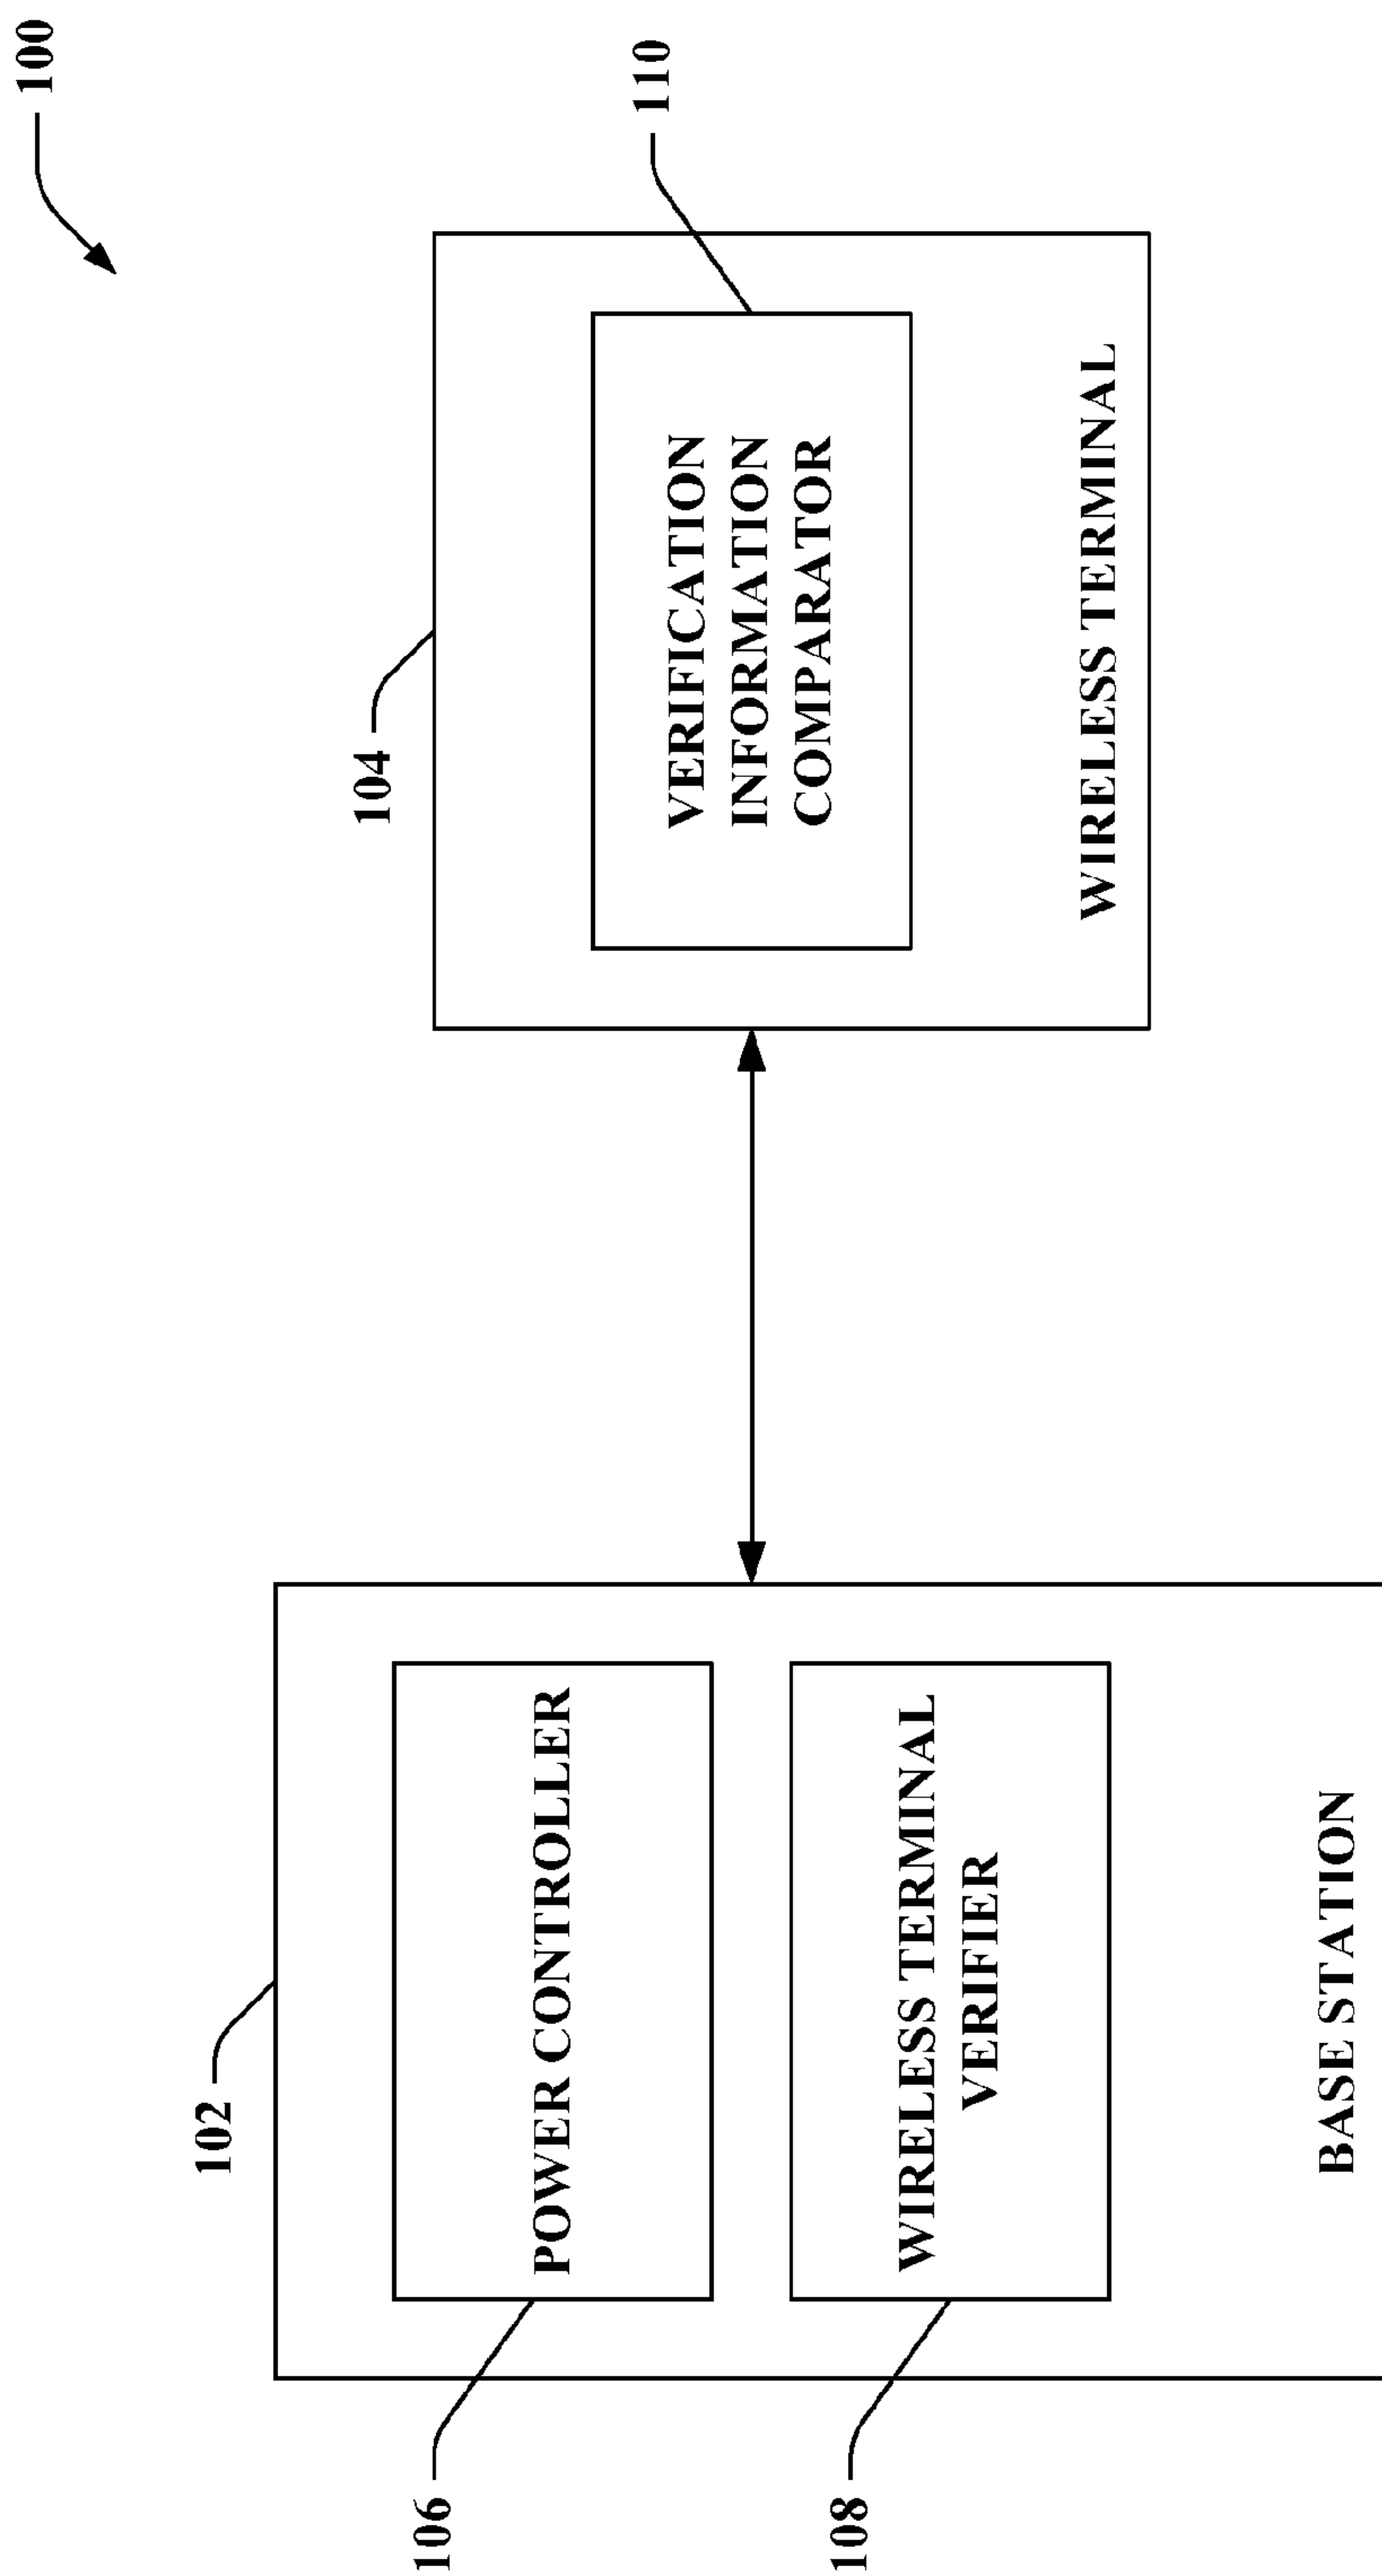 100
102
104
106
POWER CONTROLLER
108
WIRELESS TERMINAL
VERIFIER
BASE STATION
110
VERIFICATION
INFORMATION
COMPARATOR
WIRELESS TERMINAL